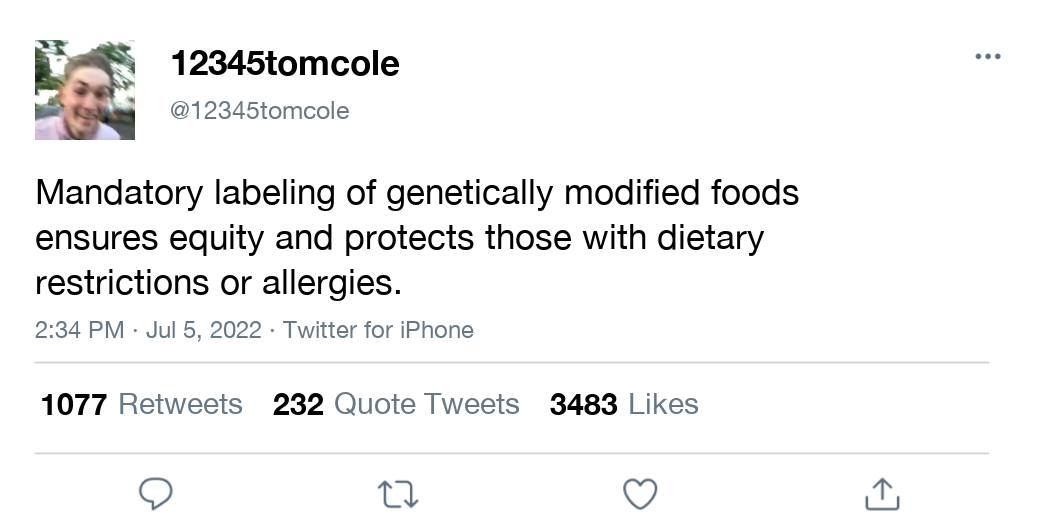 12345tomcole
@12345tomcole
Mandatory labeling of genetically modified foods
ensures equity and protects those with dietary
restrictions or allergies.
2:34 PM · Jul 5, 2022 · Twitter for iPhone
1077 Retweets 232 Quote Tweets 3483 Likes